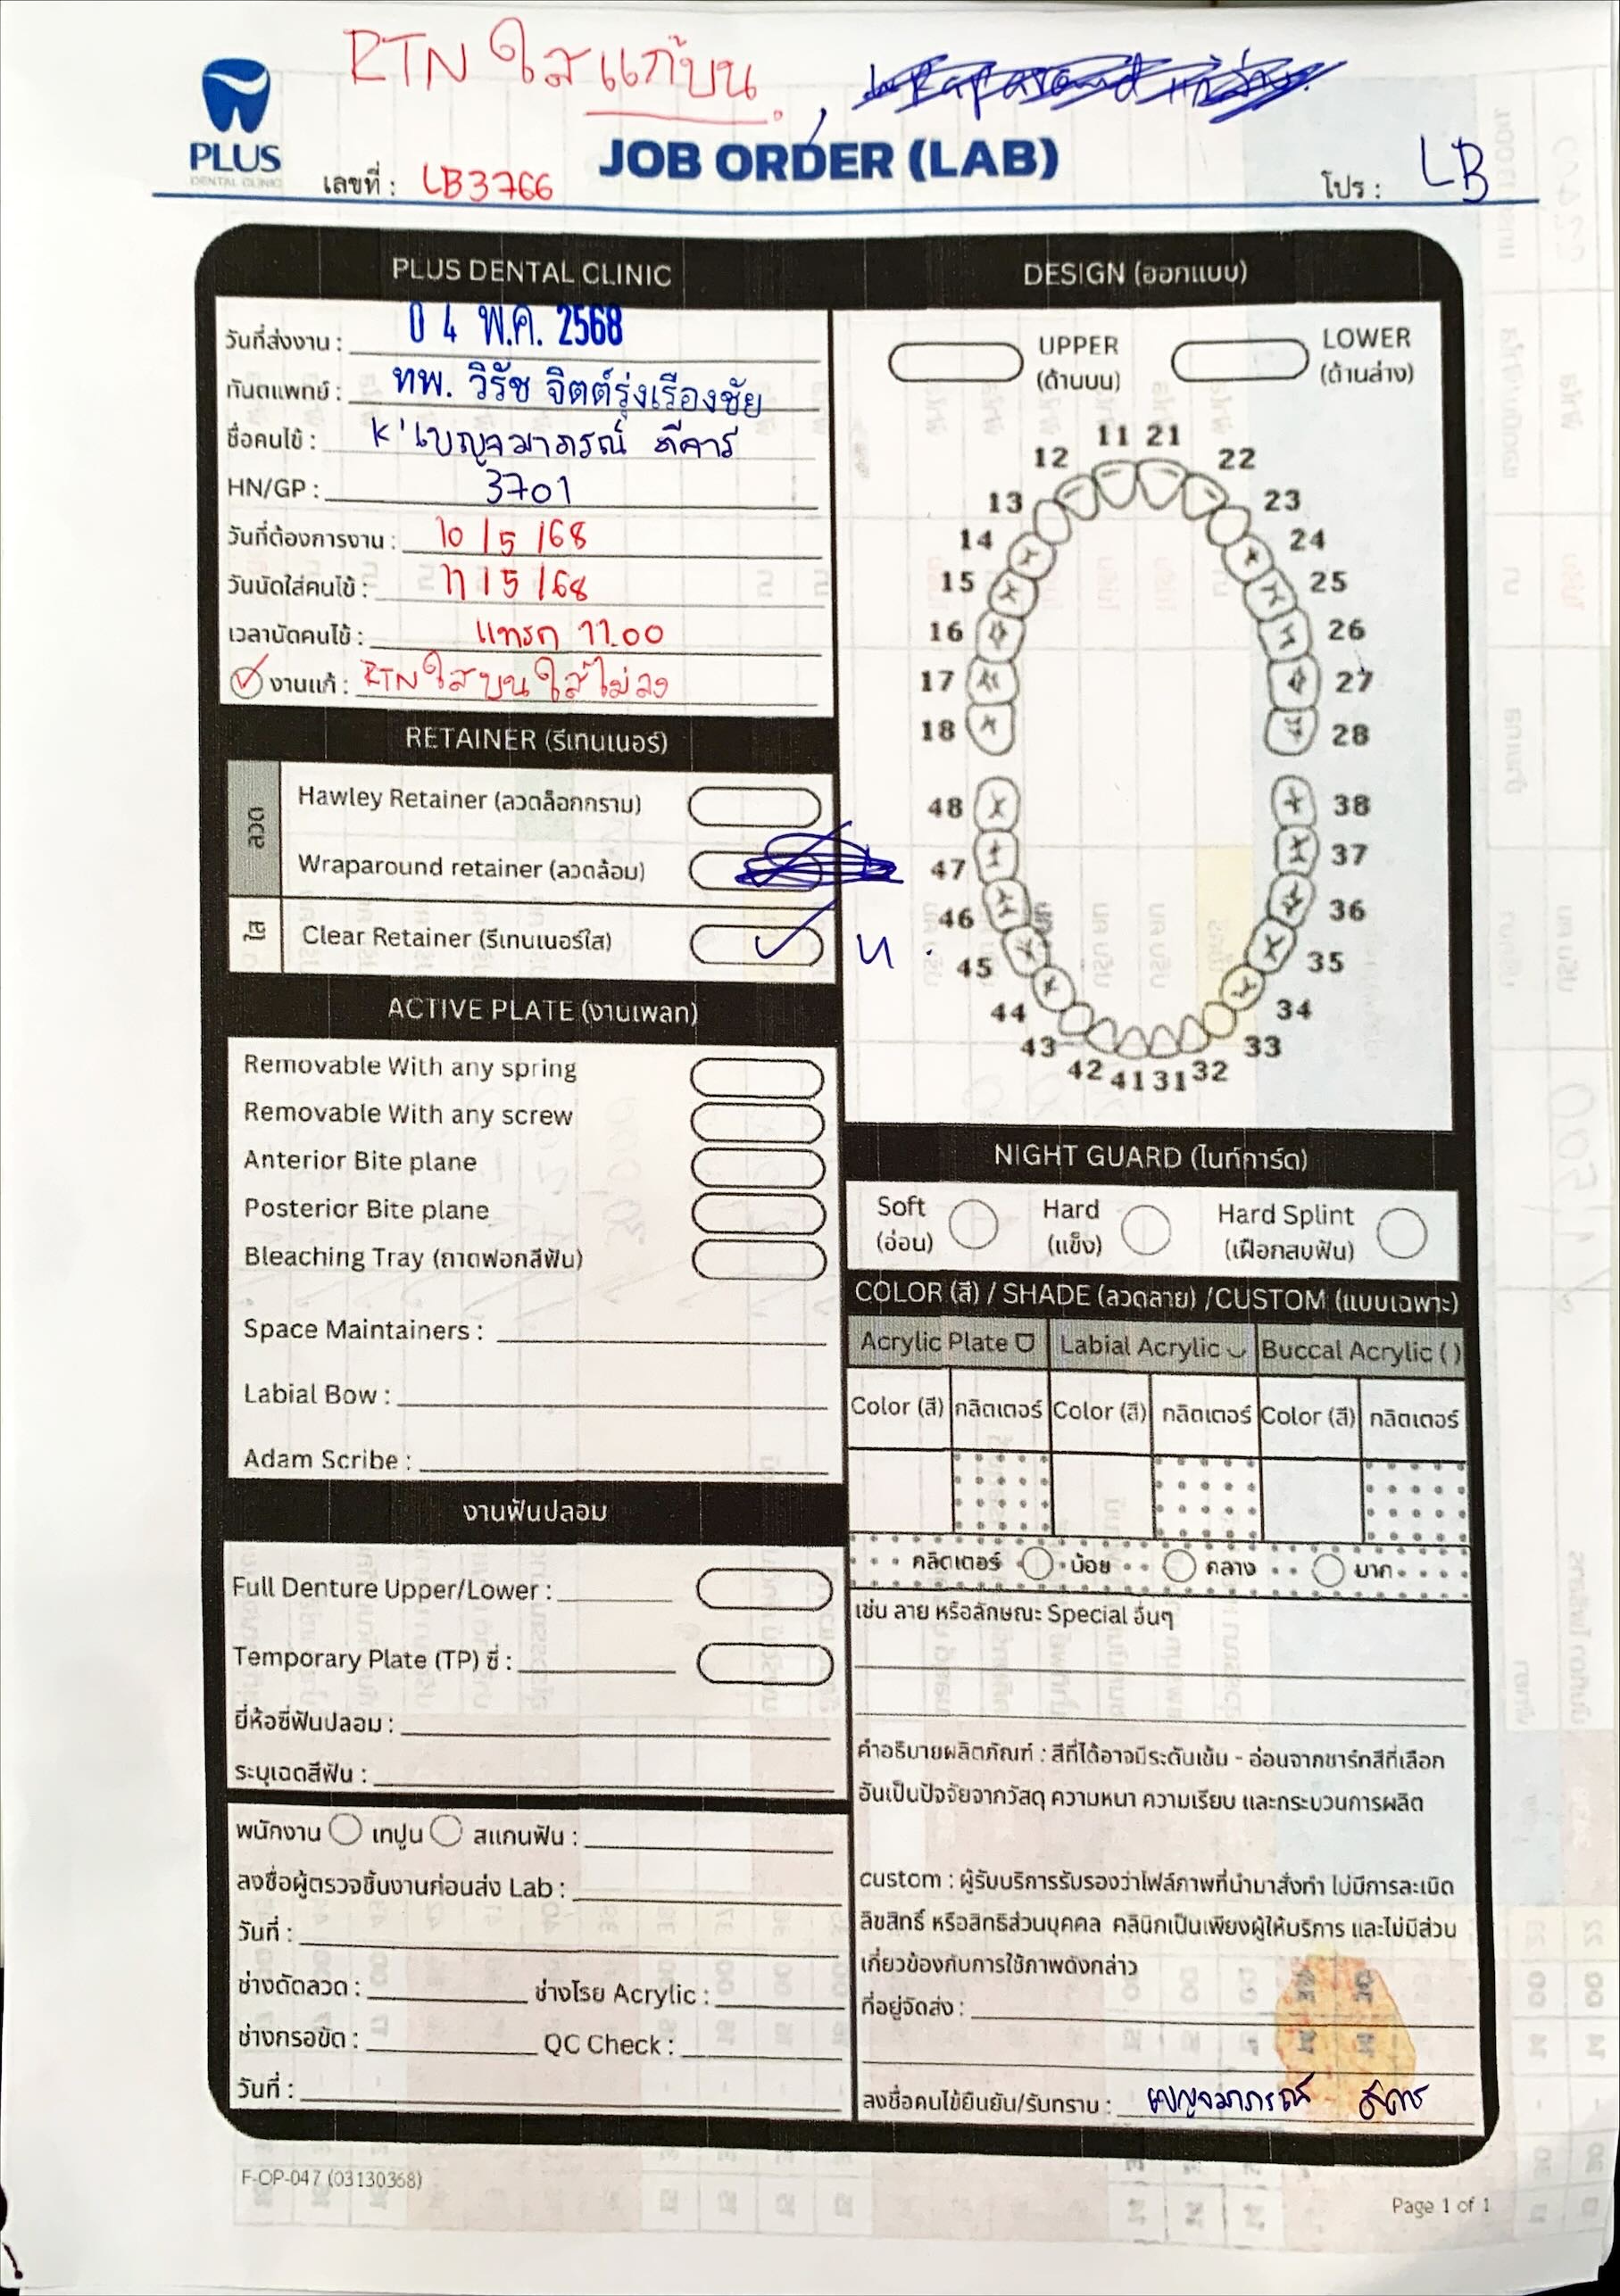 RTN ใส แก้บน.
PLUS
DENTAL CLINIC
เลขที่ : LB3766
JOB ORDER (LAB)
โปร : LB
PLUS DENTAL CLINIC
วันที่ส่งงาน : 0 4 พ.ค. 2568
ทันตแพทย์ : ทพ. วิรัช จิตต์รุ่งเรืองชัย
ชื่อคนไข้ : K' เบญจมาภรณ์
HN/GP : 3701
วันที่ต้องการงาน : 10 / 5 / 68
วันนัดใส่คนไข้ : 11 / 5 / 68
เวลานัดคนไข้ : แทรก 11.00
งานแก้ : RTN ใส บน ใส่ไม่ลง
RETAINER (รีเทนเนอร์)
ลวด
Hawley Retainer (ลวดล็อกกราม)
Wraparound retainer (ลวดล้อม)
ใส
Clear Retainer (รีเทนเนอร์ใส) บ.
ACTIVE PLATE (งานเพลท)
Removable With any spring
Removable With any screw
Anterior Bite plane
Posterior Bite plane
Bleaching Tray (ถาดฟอกสีฟัน)
Space Maintainers :
Labial Bow :
Adam Scribe :
งานฟันปลอม
Full Denture Upper/Lower :
Temporary Plate (TP) ซี่ :
ยี่ห้อซี่ฟันปลอม :
ระบุเฉดสีฟัน :
พนักงาน เทปูน สแกนฟัน :
ลงชื่อผู้ตรวจชิ้นงานก่อนส่ง Lab :
วันที่ :
ช่างดัดลวด : ช่างโรย Acrylic :
ช่างกรอขัด : QC Check :
วันที่ :
DESIGN (ออกแบบ)
UPPER
(ด้านบน)
LOWER
(ด้านล่าง)
11 21
12 22
13 23
14 24
15 25
16 26
17 27
18 28
48 38
47 37
46 36
45 35
44 34
43 33
42 41 31 32
NIGHT GUARD (ไนท์การ์ด)
Soft
(อ่อน)
Hard
(แข็ง)
Hard Splint
(เฝือกสบฟัน)
COLOR (สี) / SHADE (ลวดลาย) /CUSTOM (แบบเฉพาะ)
Acrylic Plate Labial Acrylic Buccal Acrylic ( )
Color (สี) กลิตเตอร์ Color (สี) กลิตเตอร์ Color (สี) กลิตเตอร์
กลิตเตอร์ น้อย กลาง มาก
เช่น ลาย หรือลักษณะ Special อื่นๆ
คำอธิบายผลิตภัณฑ์ : สีที่ได้อาจมีระดับเข้ม - อ่อนจากชาร์ทสีที่เลือก
อันเป็นปัจจัยจากวัสดุ ความหนา ความเรียบ และกระบวนการผลิต
custom : ผู้รับบริการรับรองว่าไฟล์ภาพที่นำมาสั่งทำ ไม่มีการละเมิด
ลิขสิทธิ์ หรือสิทธิส่วนบุคคล คลินิกเป็นเพียงผู้ให้บริการ และไม่มีส่วน
เกี่ยวข้องกับการใช้ภาพดังกล่าว
ที่อยู่จัดส่ง :
ลงชื่อคนไข้ยืนยัน/รับทราบ : เบญจมาภรณ์
F-OP-047 (03130368)
Page 1 of 1